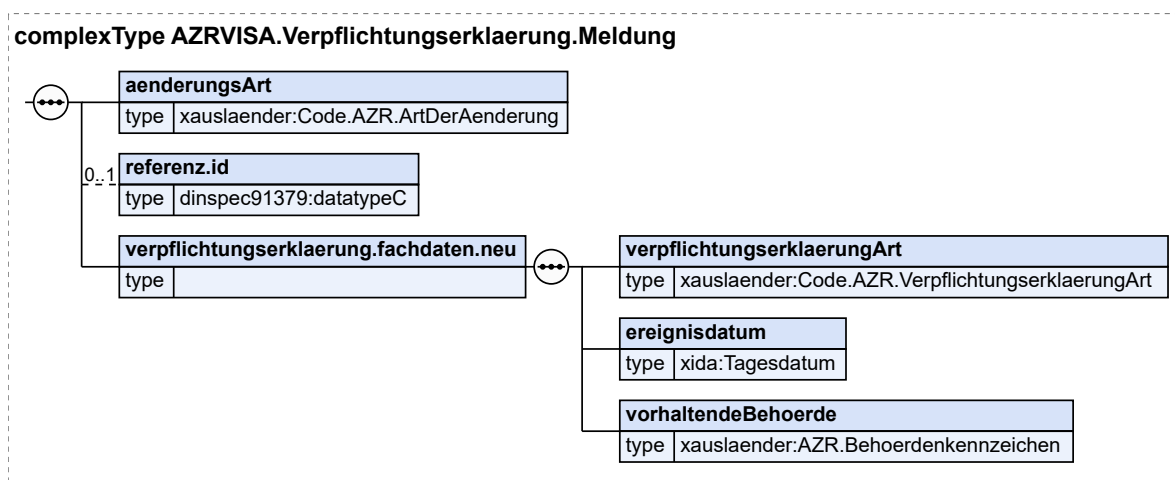 complexType AZRVISA.Verpflichtungserklaerung.Meldung
aenderungsArt
type xauslaender:Code.AZR.ArtDerAenderung
0..1
referenz.id
type dinspec91379:datatypeC
verpflichtungserklaerung.fachdaten.neu
type
verpflichtungserklaerungArt
type xauslaender:Code.AZR.VerpflichtungserklaerungArt
ereignisdatum
type xida:Tagesdatum
vorhaltendeBehoerde
type xauslaender:AZR.Behoerdenkennzeichen